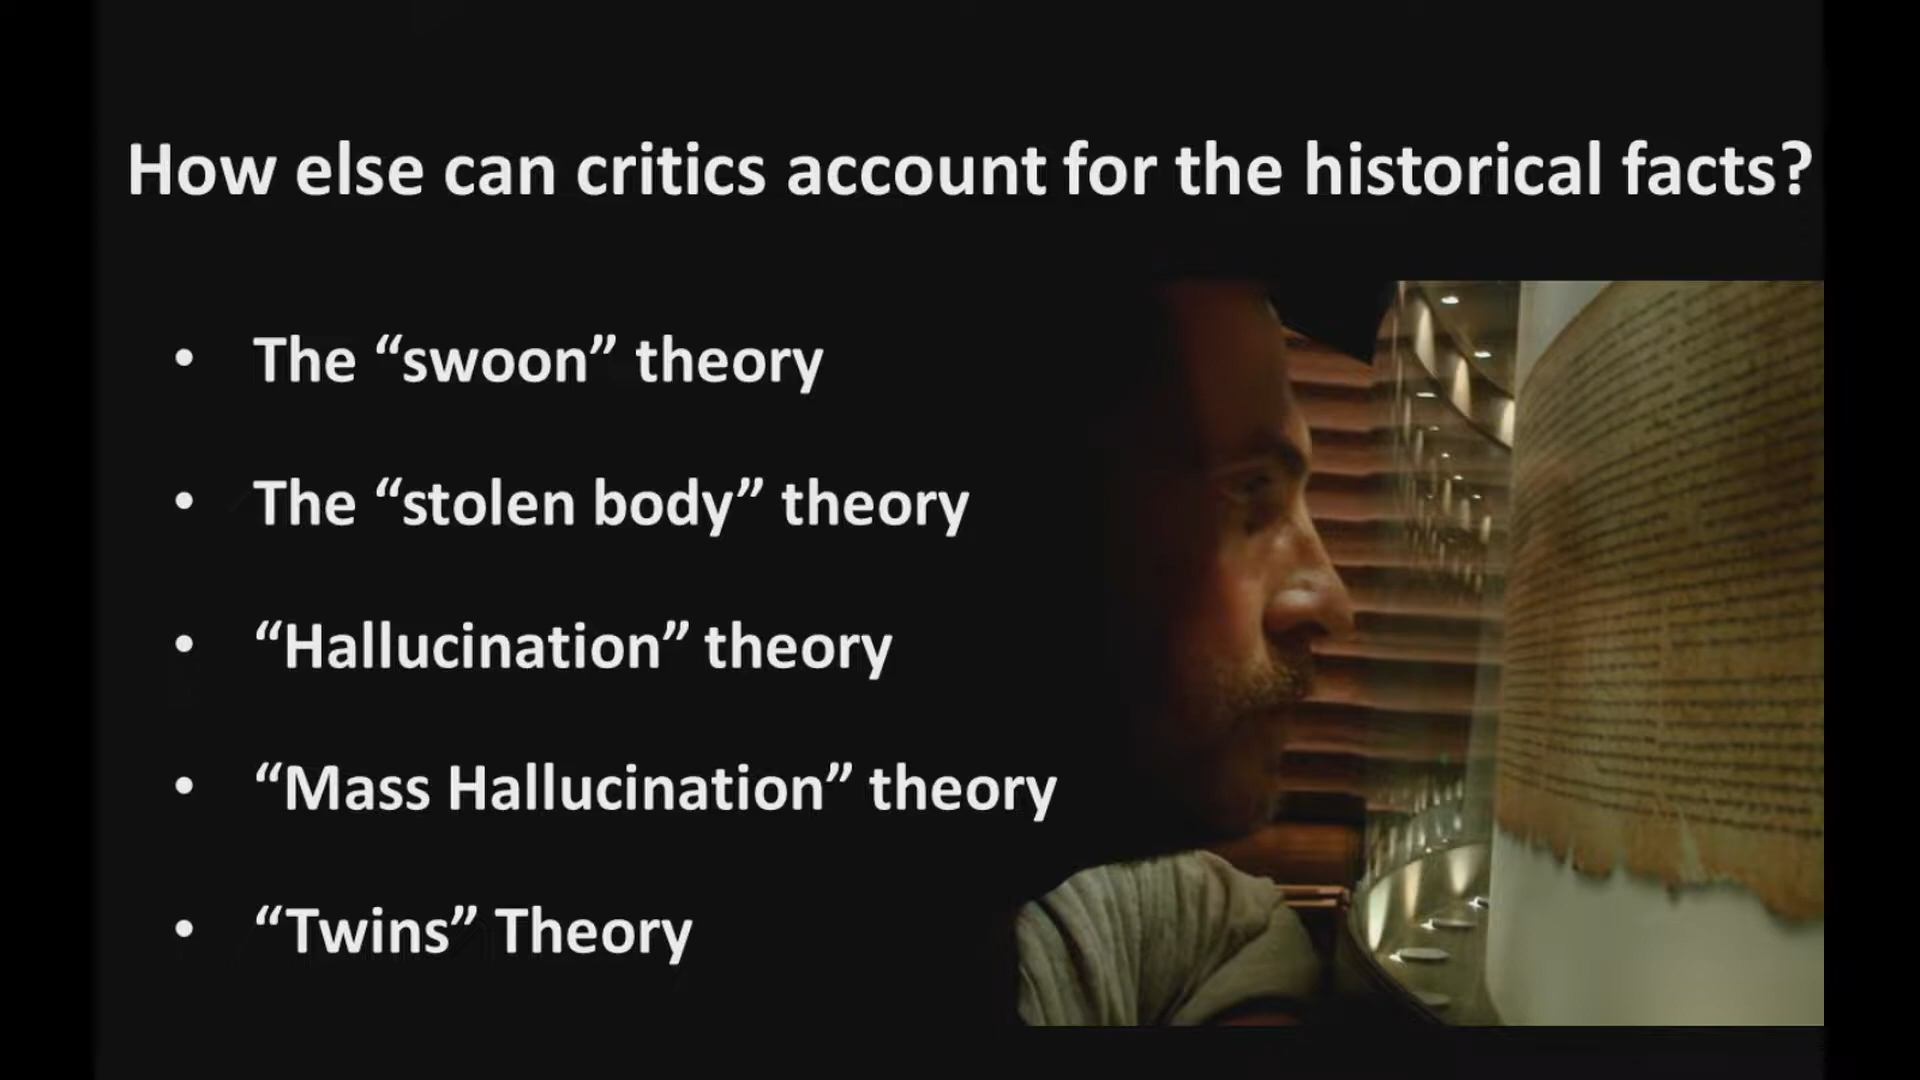 How else can critics account for the historical facts?
• The “swoon” theory
• The “stolen body” theory
• “Hallucination” theory
• “Mass Hallucination” theory
• “Twins” Theory